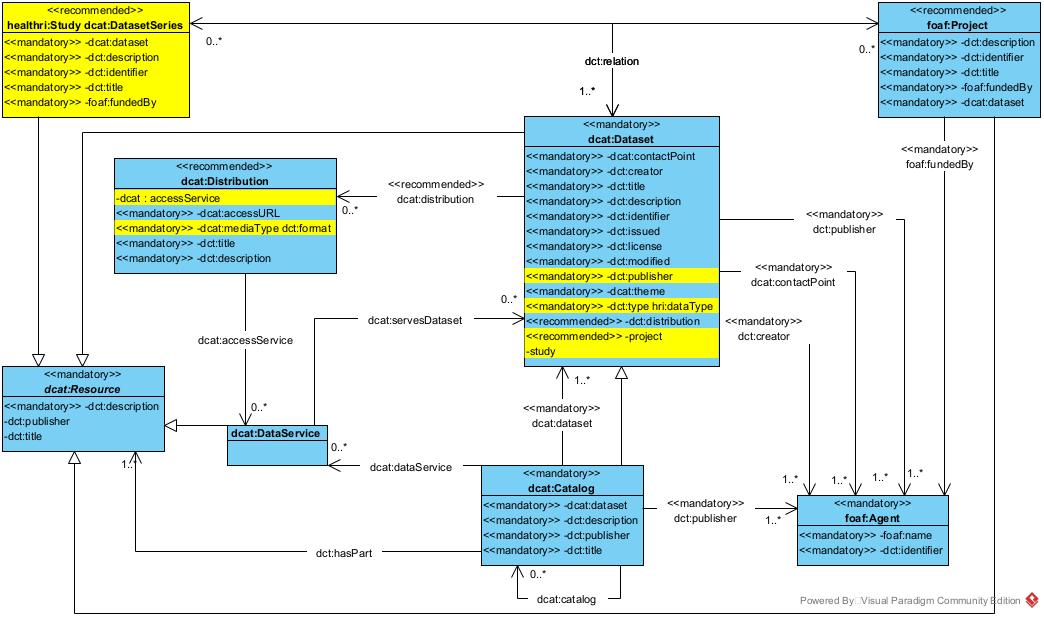 <<recommended>>
healthri:Study dcat:DatasetSeries
<<mandatory>> -dcat:dataset
<<mandatory>> -dct:description
<<mandatory>> -dct:identifier
<<mandatory>> -dct:title
<<mandatory>> -foaf:fundedBy
0..*
dct:relation
1..*
0..*
<<recommended>>
foaf:Project
<<mandatory>> -dct:description
<<mandatory>> -dct:identifier
<<mandatory>> -dct:title
<<mandatory>> -foaf:fundedBy
<<mandatory>> -dcat:dataset
<<mandatory>>
foaf:fundedBy
<<mandatory>>
dcat:Dataset
<<mandatory>> -dcat:contactPoint
<<mandatory>> -dct:creator
<<mandatory>> -dct:title
<<mandatory>> -dct:description
<<mandatory>> -dct:identifier
<<mandatory>> -dct:issued
<<mandatory>> -dct:license
<<mandatory>> -dct:modified
<<mandatory>> -dct:publisher
<<mandatory>> -dcat:theme
<<mandatory>> -dct:type hri:dataType
<<recommended>> -dct:distribution
<<recommended>> -project
-study
<<recommended>>
dcat:Distribution
-dcat : accessService
<<mandatory>> -dcat:accessURL
<<mandatory>> -dcat:mediaType dct:format
<<mandatory>> -dct:title
<<mandatory>> -dct:description
<<recommended>>
dcat:distribution
0..*
<<mandatory>>
dct:publisher
<<mandatory>>
dcat:contactPoint
<<mandatory>>
dct:creator
0..*
dcat:servesDataset
dcat:accessService
0..*
<<mandatory>>
dcat:Resource
<<mandatory>> -dct:description
-dct:publisher
-dct:title
1..*
dcat:DataService
0..*
dcat:dataService
1..*
<<mandatory>>
dcat:dataset
<<mandatory>>
dcat:Catalog
<<mandatory>> -dcat:dataset
<<mandatory>> -dct:description
<<mandatory>> -dct:publisher
<<mandatory>> -dct:title
<<mandatory>>
dct:publisher
1..*
1..*
1..*
1..*
1..*
<<mandatory>>
foaf:Agent
<<mandatory>> -foaf:name
<<mandatory>> -dct:identifier
dct:hasPart
0..*
dcat:catalog
Powered By Visual Paradigm Community Edition